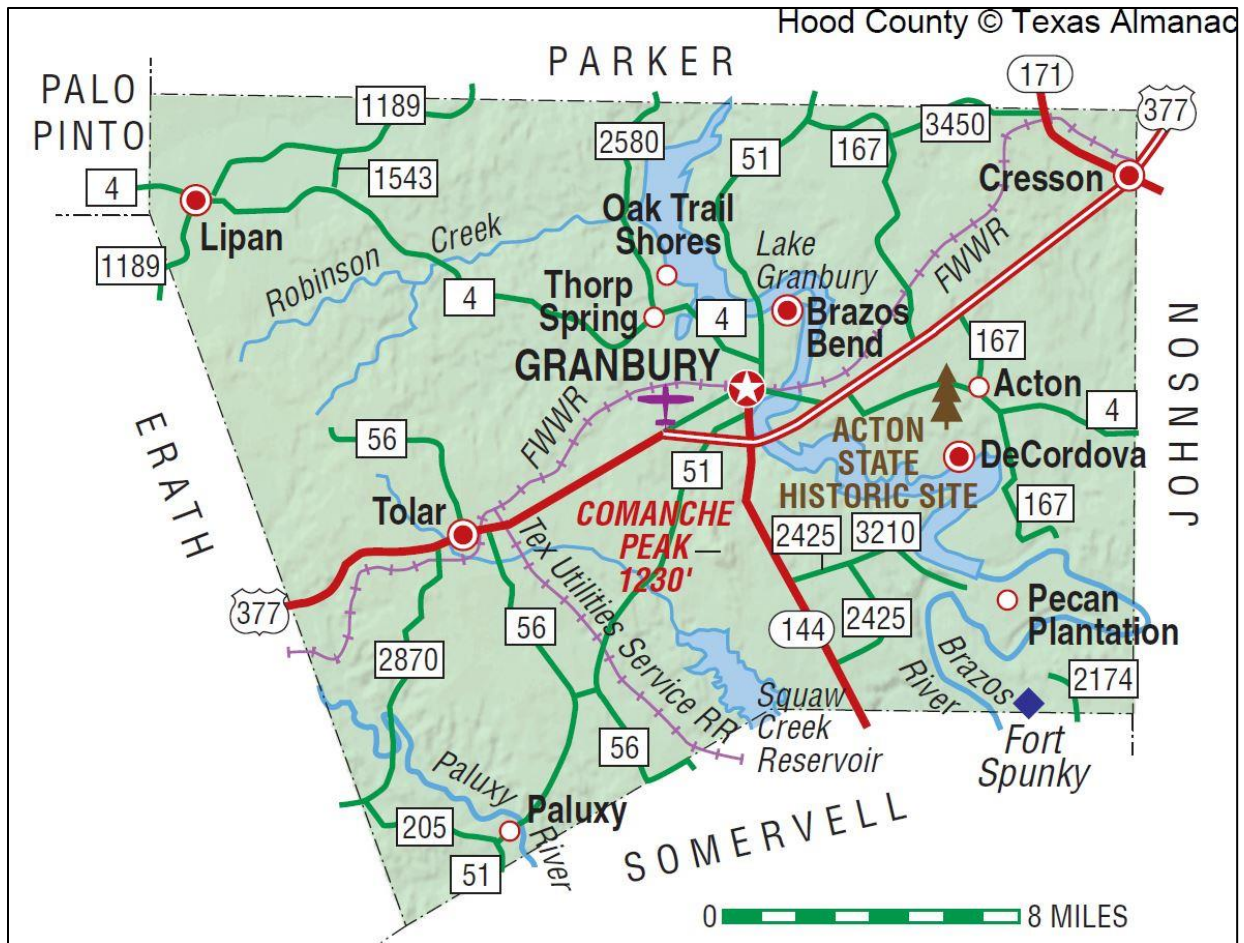 Hood County © Texas Almanac
PARKER
171
PALO
PINTO
377
1189
3450
2580
51
167
1543
Cresson
4
Oak Trail
Shores
Lipan
Creek
Lake
Granbury
FWWR
1189
Robinson
4
Thorp
Spring
4
Brazos
Bend
JOHNSON
167
GRANBURY
Acton
ERATH
FWWR
4
56
ACTON
STATE
HISTORIC SITE
DeCordova
51
167
Tolar
COMANCHE
PEAK —
1230'
2425
3210
Tex Utilities Service RR
377
56
144
2425
Pecan
Plantation
2870
Brazos
River
2174
Squaw
Creek
Reservoir
56
Fort
Spunky
Paluxy
River
Paluxy
205
51
SOMERVELL
0
8 MILES